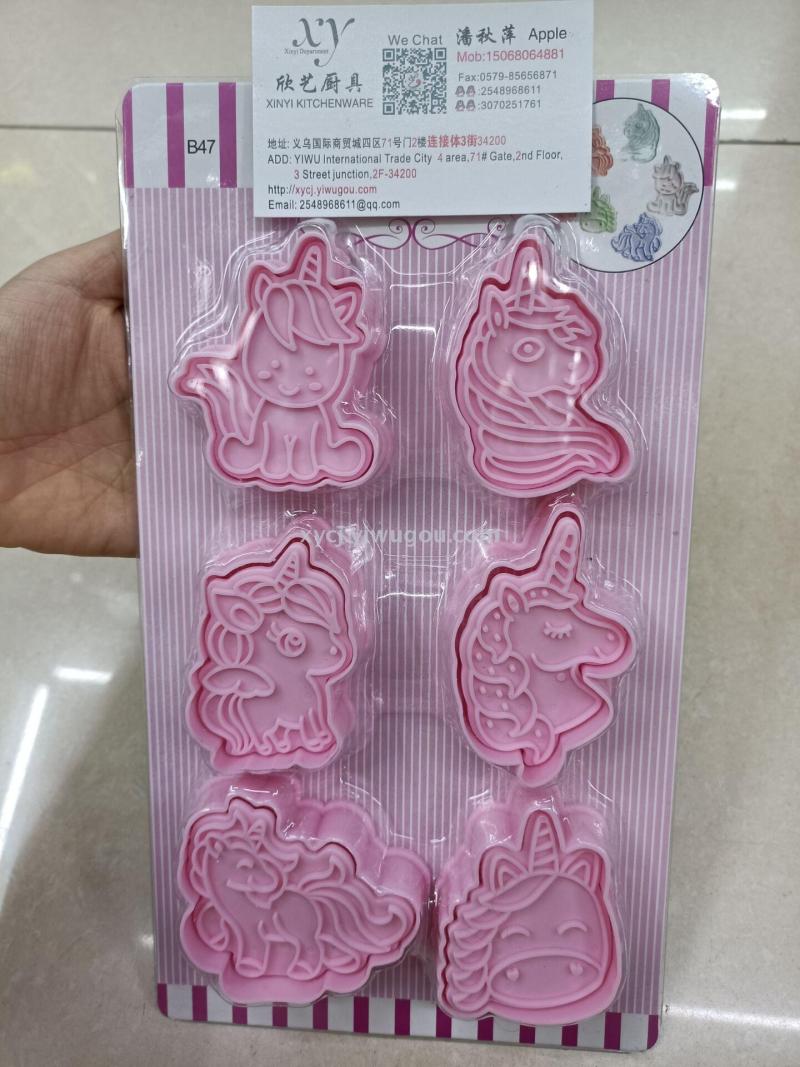 xy
Xinyi Department
欣艺厨具
XINYI KITCHENWARE
We Chat
潘秋萍 Apple
Mob:15068064881
Fax:0579-85656871
:2548968611
:3070251761
地址: 义乌国际商贸城四区71号门2楼连接体3街34200
ADD: YIWU International Trade City 4 area,71# Gate,2nd Floor,
3 Street junction,2F-34200
http://xycj.yiwugou.com
Email: 2548968611@qq.com
B47
xycj.yiwugou.com